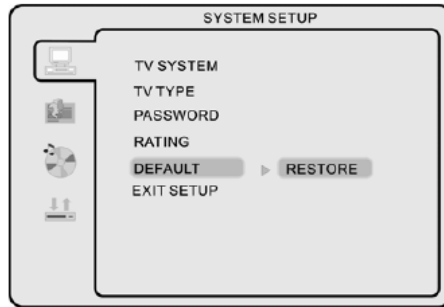 SYSTEM SETUP
TV SYSTEM
TV TYPE
PASSWORD
RATING
DEFAULT RESTORE
EXIT SETUP